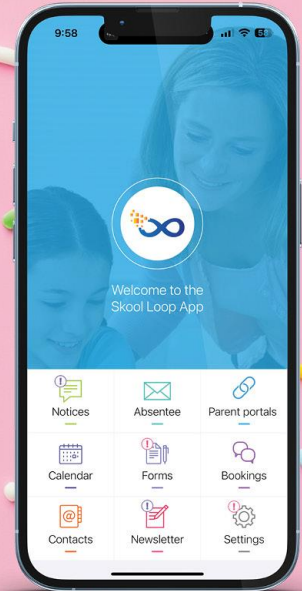 9:58
Welcome to the
Skool Loop App
Notices
Absentee
Parent portals
Calendar
Forms
Bookings
Contacts
Newsletter
Settings